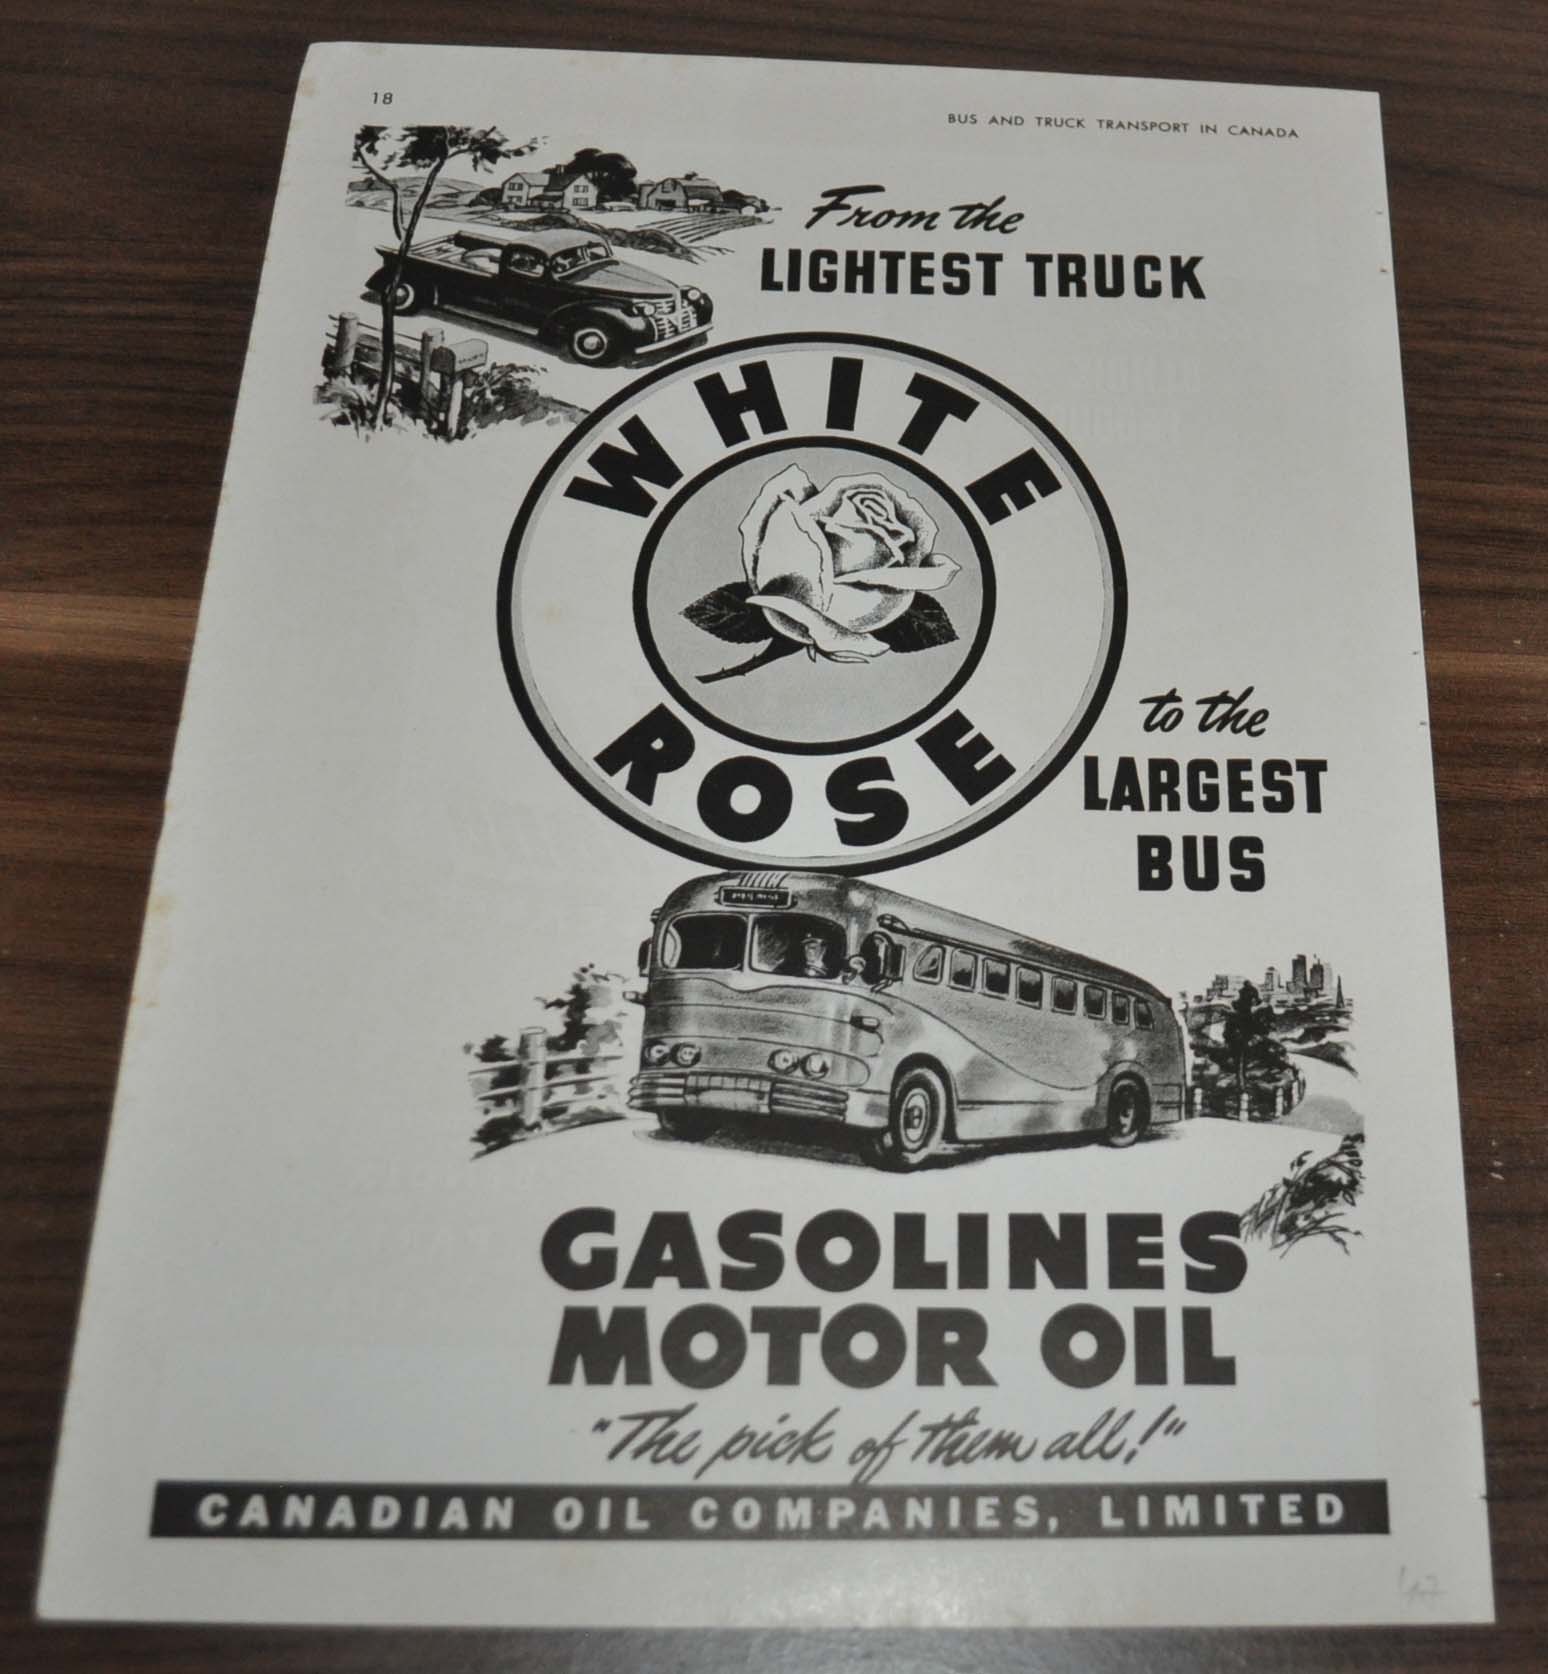 18
BUS AND TRUCK TRANSPORT IN CANADA
From the
LIGHTEST TRUCK
WHITE
ROSE
to the
LARGEST
BUS
GASOLINES
MOTOR OIL
"The pick of them all!"
CANADIAN OIL COMPANIES, LIMITED